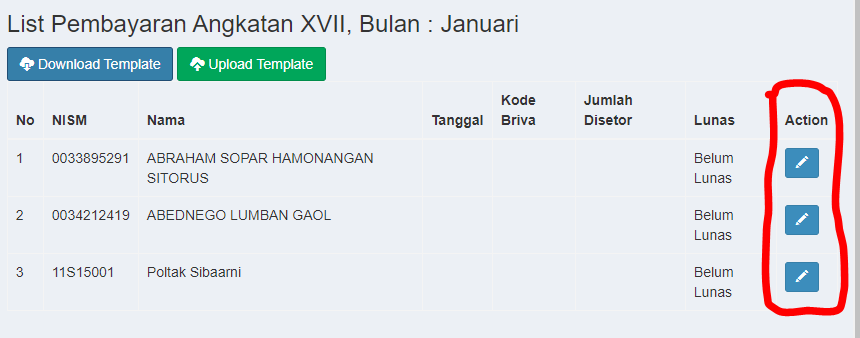 List Pembayaran Angkatan XVII, Bulan : Januari
Download Template Upload Template
No NISM Nama Tanggal Kode Briva Jumlah Disetor Lunas Action
1 0033895291 ABRAHAM SOPAR HAMONANGAN SITORUS Belum Lunas
2 0034212419 ABEDNEGO LUMBAN GAOL Belum Lunas
3 11S15001 Poltak Sibaarni Belum Lunas